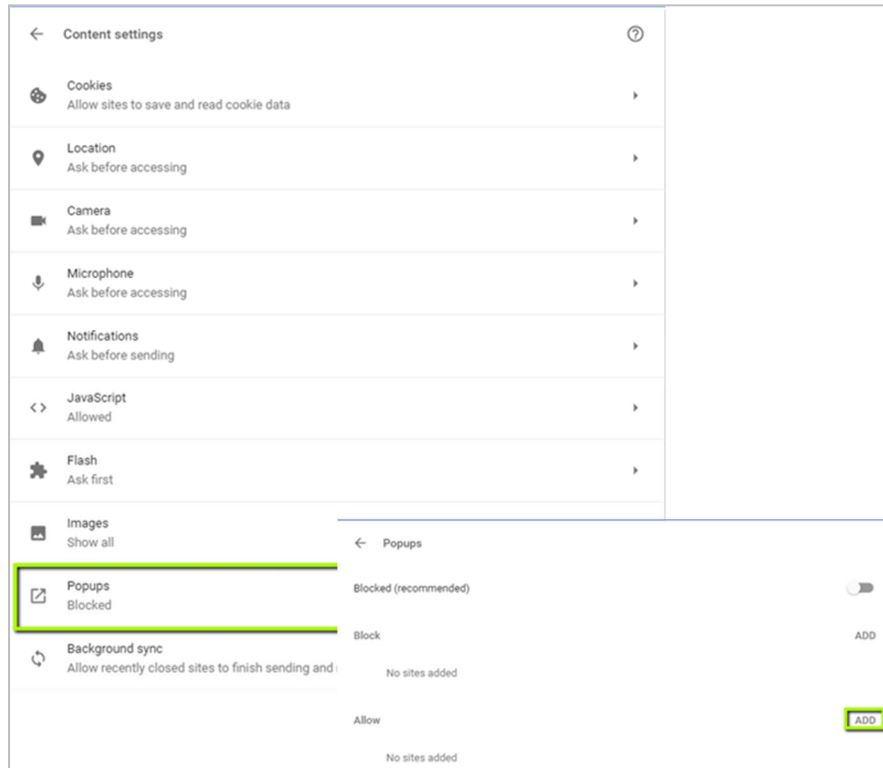 Content settings
Cookies
Allow sites to save and read cookie data
Location
Ask before accessing
Camera
Ask before accessing
Microphone
Ask before accessing
Notifications
Ask before sending
JavaScript
Allowed
Flash
Ask first
Images
Show all
Popups
Blocked
Background sync
Allow recently closed sites to finish sending and
Popups
Blocked (recommended)
Block ADD
No sites added
Allow ADD
No sites added